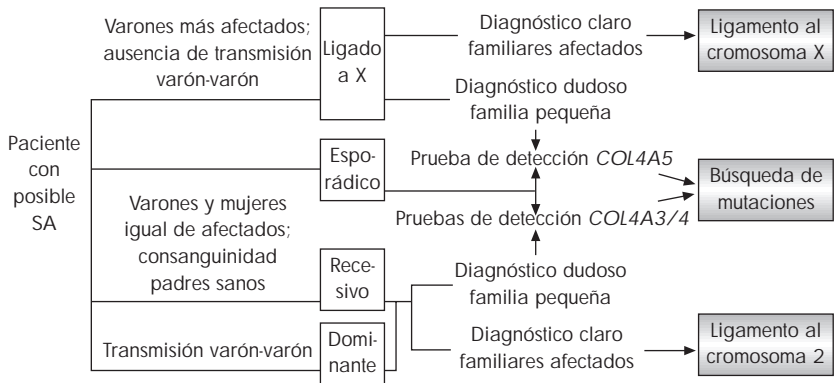 Varones más afectados;
ausencia de transmisión
varón-varón
Ligado
a X
Diagnóstico claro
familiares afectados
Ligamento al
cromosoma X
Diagnóstico dudoso
familia pequeña
Paciente
con
posible
SA
Espo-
rádico
Prueba de detección COL4A5
Búsqueda de
mutaciones
Varones y mujeres
igual de afectados;
consanguinidad
padres sanos
Pruebas de detección COL4A3/4
Rece-
sivo
Diagnóstico dudoso
familia pequeña
Transmisión varón-varón
Domi-
nante
Diagnóstico claro
familiares afectados
Ligamento al
cromosoma 2